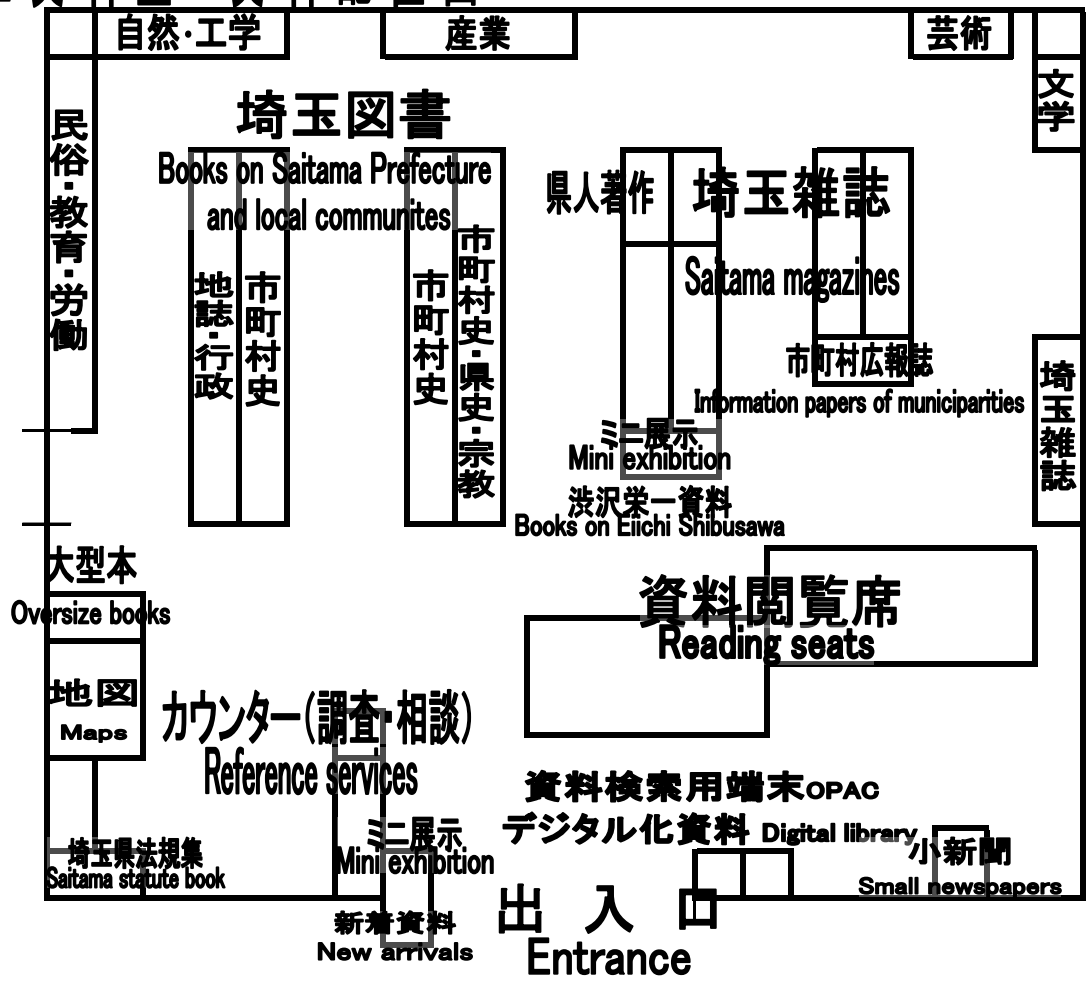 自然・工学
産業
芸術
文学
民俗・教育・労働
埼玉図書
Books on Saitama Prefecture
and local communites
地誌・行政
市町村史
市町村史
市町村史・県史・宗教
県人著作
埼玉雑誌
Saitama magazines
市町村広報誌
Information papers of municiparities
埼玉雑誌
ミニ展示
Mini exhibition
渋沢栄一資料
Books on Eiichi Shibusawa
大型本
Oversize books
資料閲覧席
Reading seats
地図
Maps
カウンター(調査・相談)
Reference services
資料検索用端末OPAC
デジタル化資料 Digital library
ミニ展示
Mini exhibition
埼玉県法規集
Saitama statute book
小新聞
Small newspapers
新着資料
New arrivals
出入口
Entrance